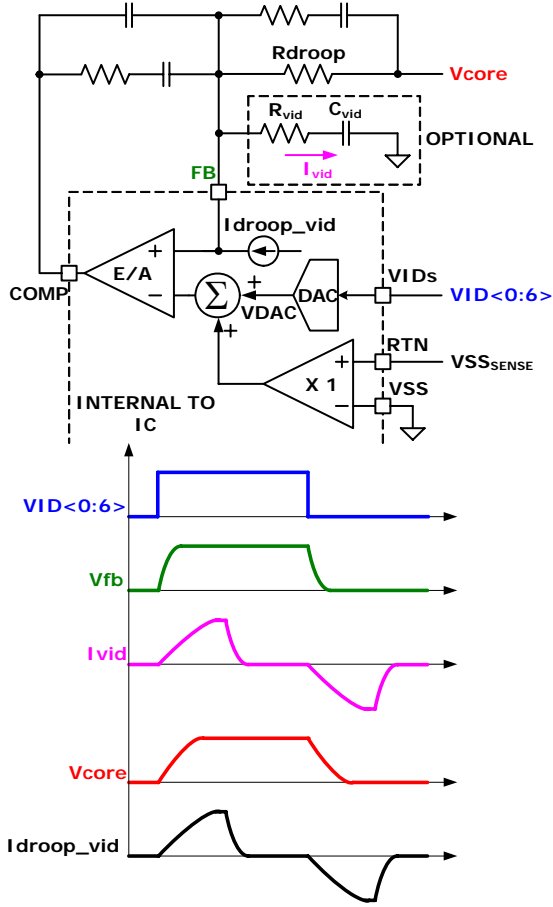 Rdroop
Vcore
Rvid
Cvid
OPTIONAL
Ivid
FB
Idroop_vid
+
E/A
−
COMP
Σ
+
+
VDAC
DAC
VIDs
VID<0:6>
RTN
VSSSENSE
+
X 1
−
VSS
INTERNAL TO
IC
VID<0:6>
Vfb
Ivid
Vcore
Idroop_vid